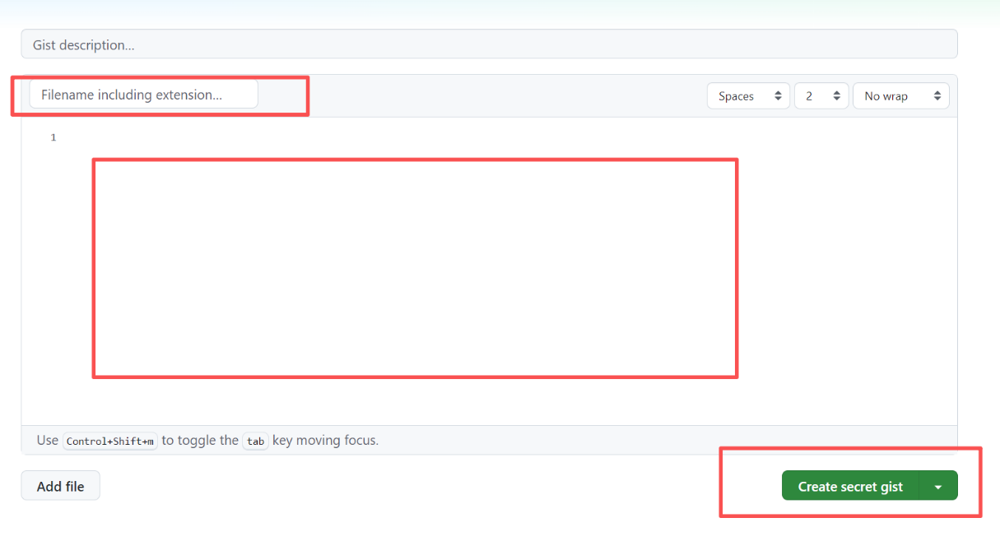 Gist description...
Filename including extension...
Spaces 2 No wrap
1
Use Control+Shift+m to toggle the tab key moving focus.
Add file Create secret gist